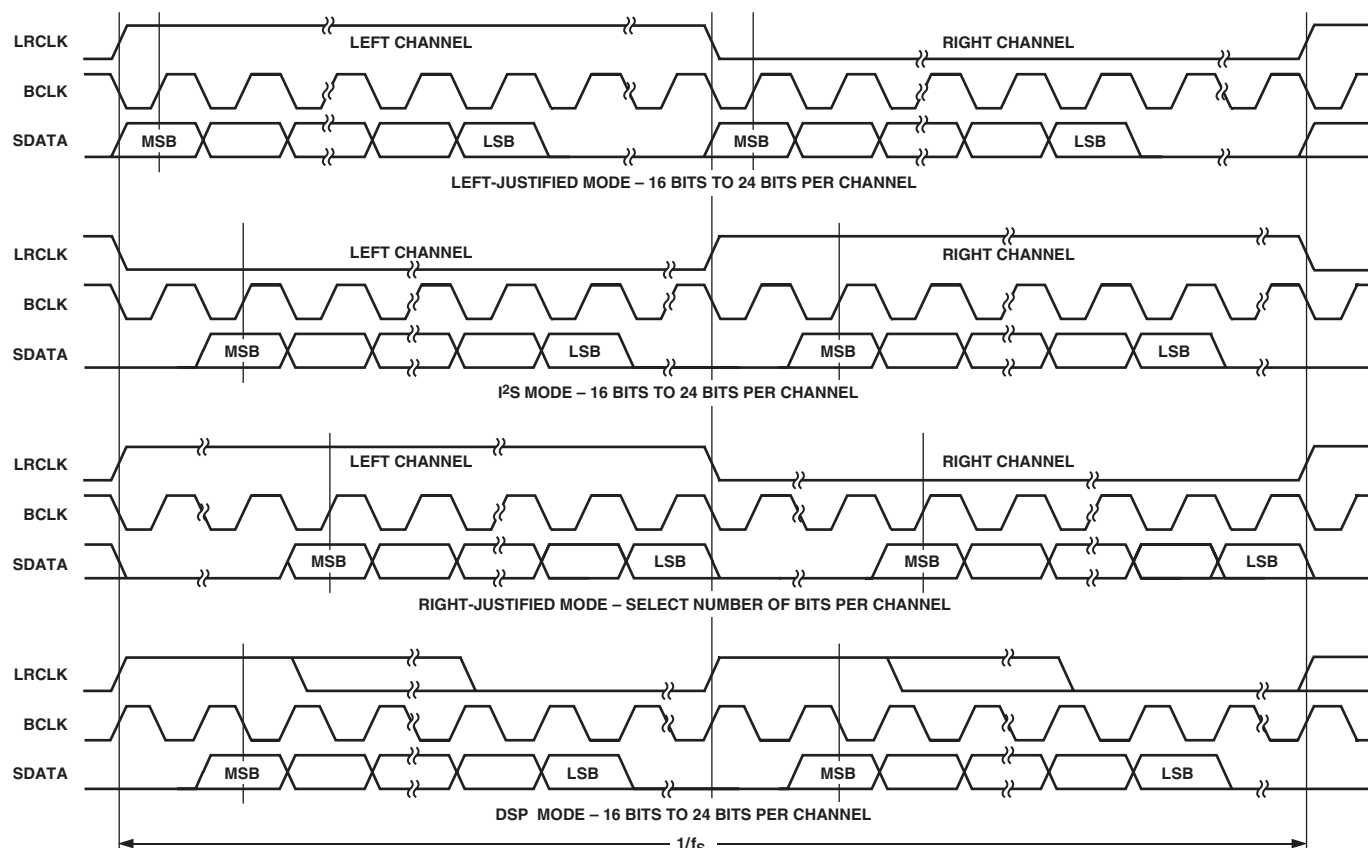 LRCLK LEFT CHANNEL RIGHT CHANNEL
BCLK
SDATA MSB LSB MSB LSB
LEFT-JUSTIFIED MODE – 16 BITS TO 24 BITS PER CHANNEL
LRCLK LEFT CHANNEL RIGHT CHANNEL
BCLK
SDATA MSB LSB MSB LSB
I²S MODE – 16 BITS TO 24 BITS PER CHANNEL
LRCLK LEFT CHANNEL RIGHT CHANNEL
BCLK
SDATA MSB LSB MSB LSB
RIGHT-JUSTIFIED MODE – SELECT NUMBER OF BITS PER CHANNEL
LRCLK
BCLK
SDATA MSB LSB MSB LSB
DSP MODE – 16 BITS TO 24 BITS PER CHANNEL
1/fS